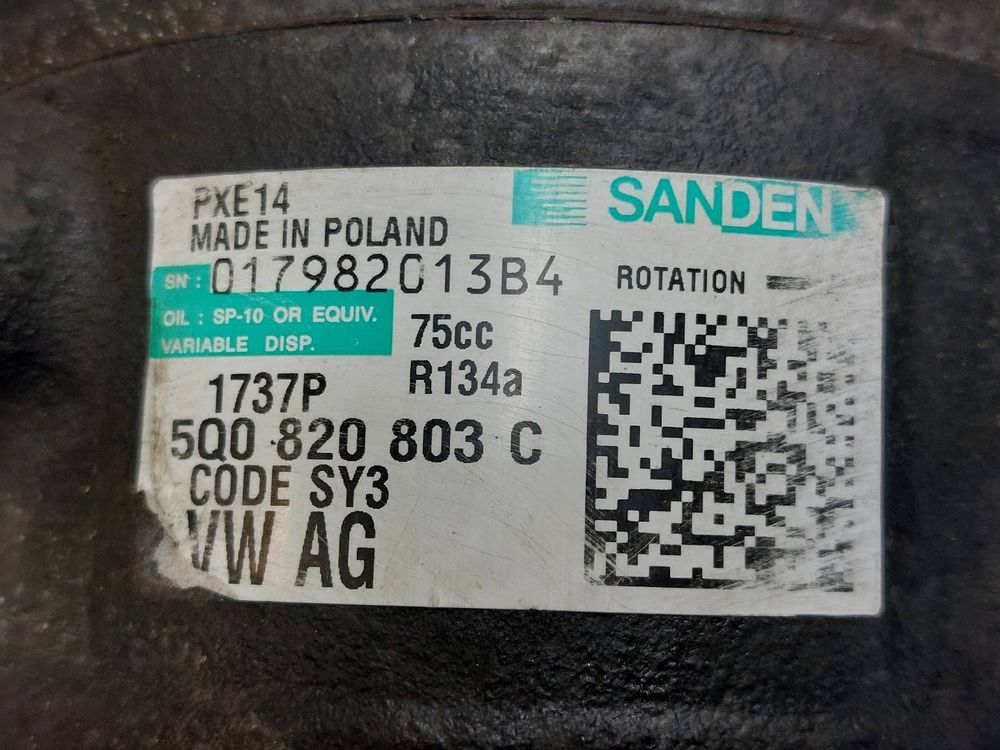 PXE14
SANDEN
MADE IN POLAND
SN : 017982013B4
ROTATION
OIL : SP-10 OR EQUIV.
75cc
VARIABLE DISP.
R134a
1737P
5Q0 820 803 C
CODE SY3
VW AG